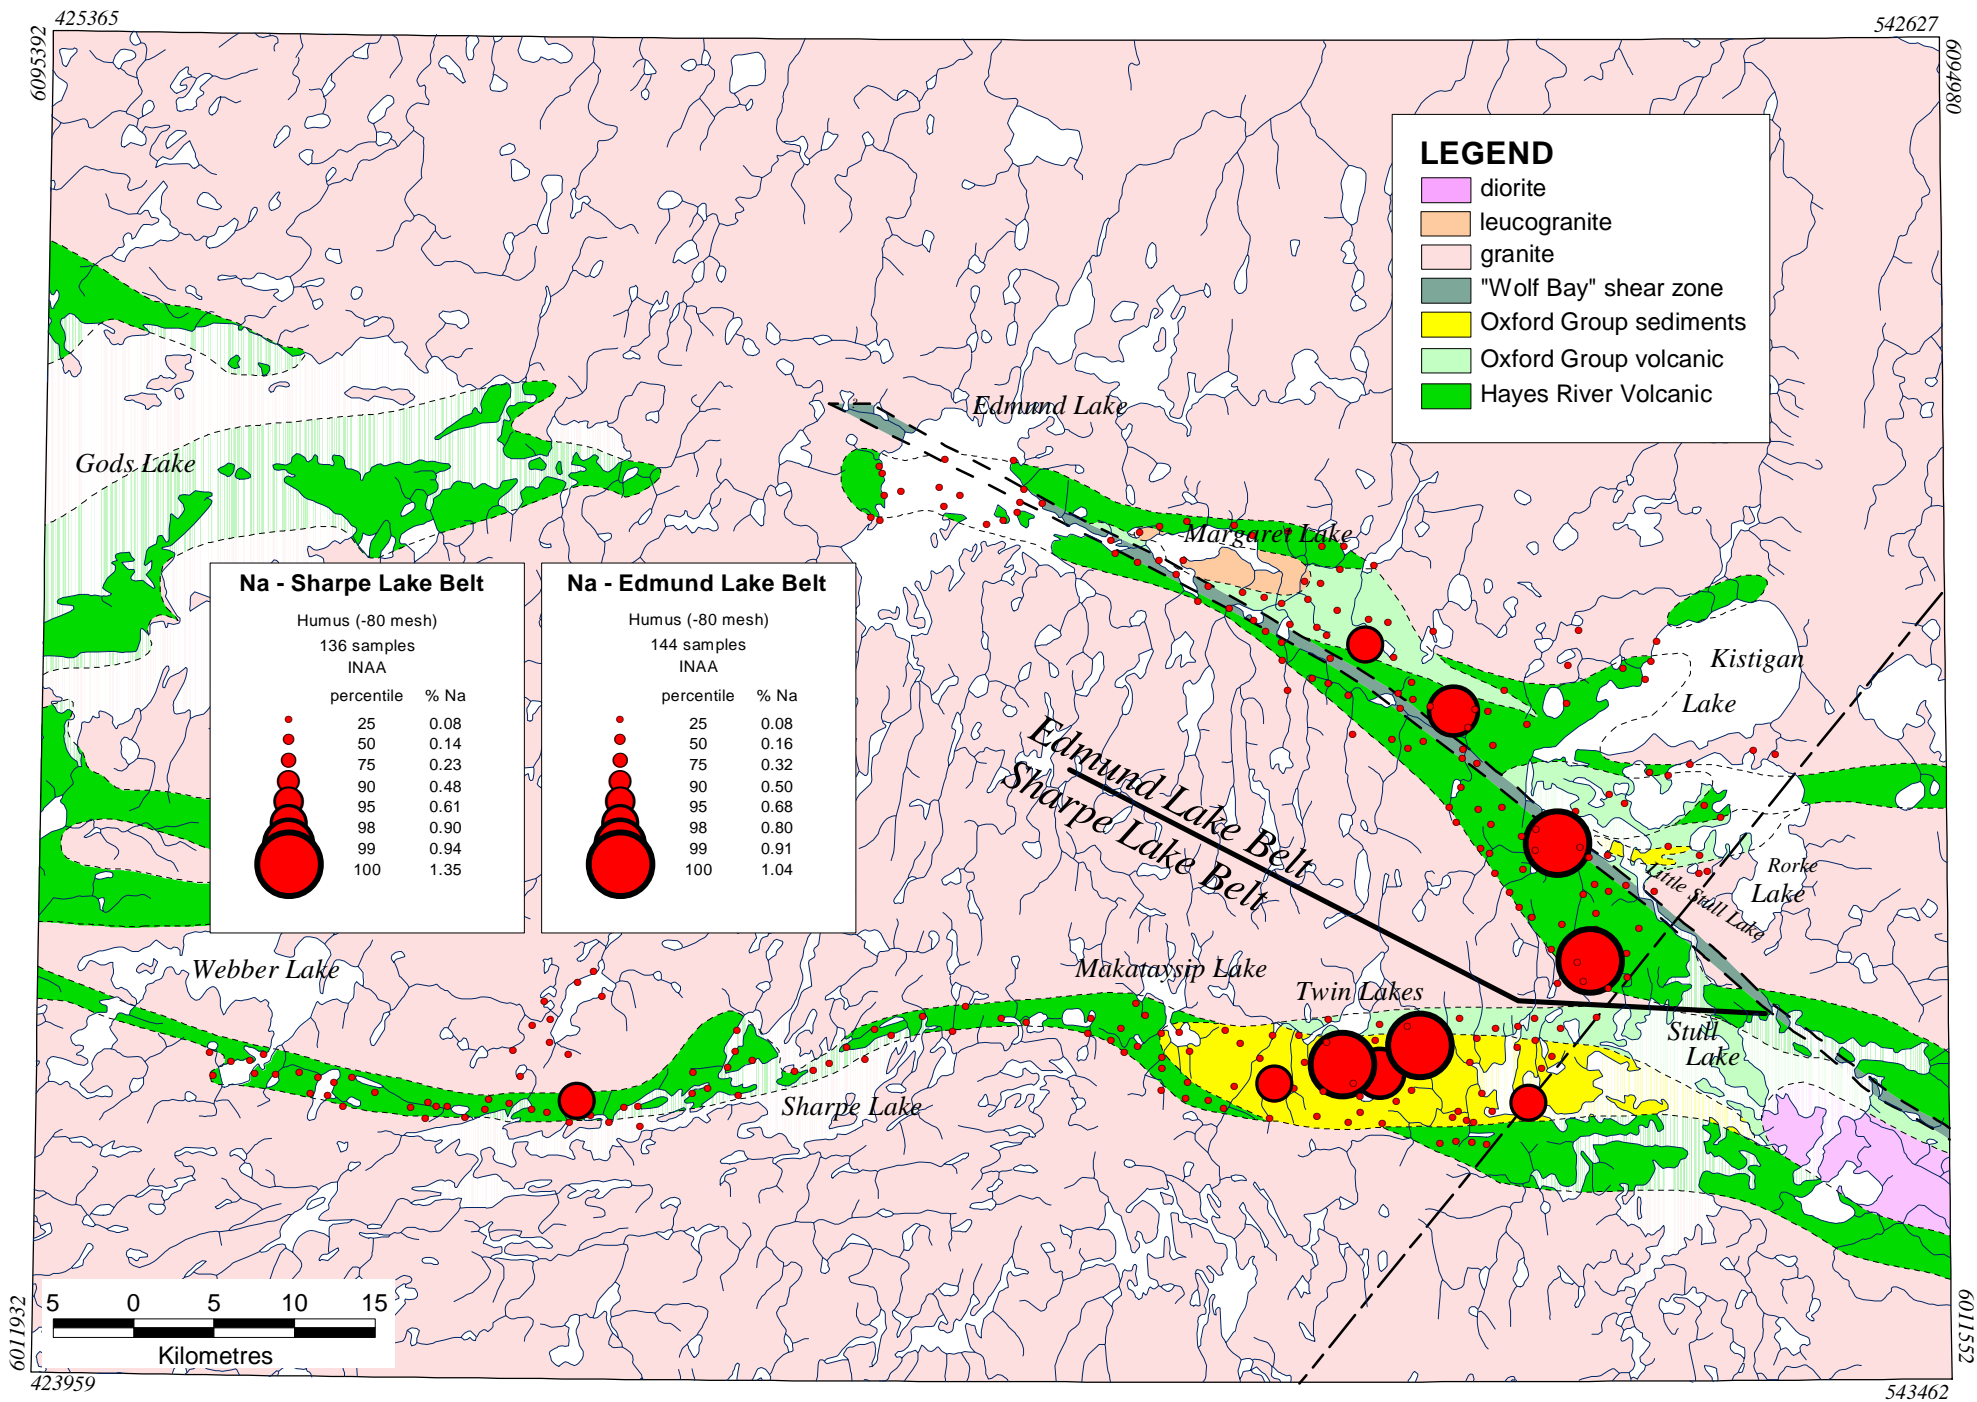 425365
542627
6095392
6094980
LEGEND
diorite
leucogranite
granite
"Wolf Bay" shear zone
Oxford Group sediments
Oxford Group volcanic
Hayes River Volcanic
Edmund Lake
Gods Lake
Margaret Lake
Kistigan
Lake
Na - Sharpe Lake Belt
Humus (-80 mesh)
136 samples
INAA
percentile % Na
25 0.08
50 0.14
75 0.23
90 0.48
95 0.61
98 0.90
99 0.94
100 1.35
Na - Edmund Lake Belt
Humus (-80 mesh)
144 samples
INAA
percentile % Na
25 0.08
50 0.16
75 0.32
90 0.50
95 0.68
98 0.80
99 0.91
100 1.04
Edmund Lake Belt
Sharpe Lake Belt
Rorke
Lake
Little Stull Lake
Webber Lake
Makataysip Lake
Twin Lakes
Stull
Lake
Sharpe Lake
5 0 5 10 15
Kilometres
6011932
6011552
423959
543462